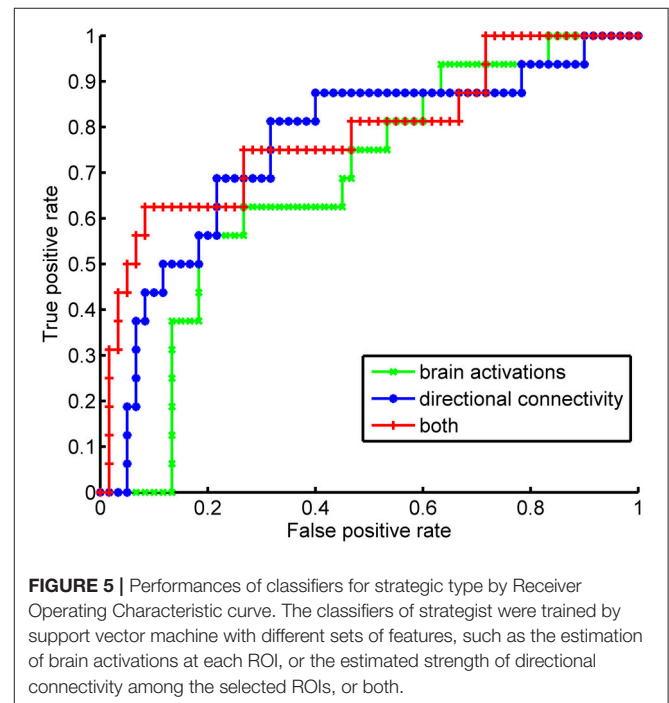 1
0.9
0.8
0.7
0.6
0.5
0.4
0.3
0.2
0.1
0
True positive rate
0 0.2 0.4 0.6 0.8 1
False positive rate
brain activations
directional connectivity
both
FIGURE 5 | Performances of classifiers for strategic type by Receiver
Operating Characteristic curve. The classifiers of strategist were trained by
support vector machine with different sets of features, such as the estimation
of brain activations at each ROI, or the estimated strength of directional
connectivity among the selected ROIs, or both.